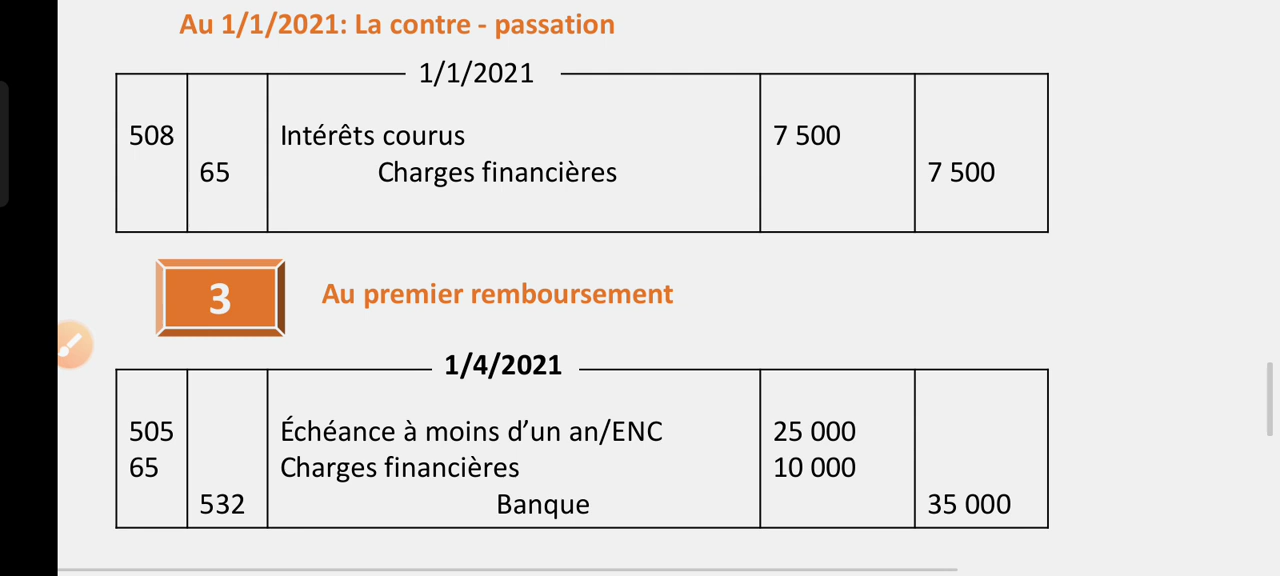 Au 1/1/2021: La contre - passation
1/1/2021
508 Intérêts courus 7 500
65 Charges financières 7 500
3 Au premier remboursement
1/4/2021
505 Échéance à moins d’un an/ENC 25 000
65 Charges financières 10 000
532 Banque 35 000